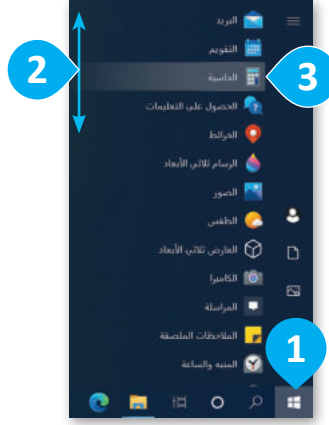 البريد
التقويم
2
الحاسبة
3
الحصول على التعليمات
الخرائط
الرسام ثلاثي الأبعاد
الصور
الطقس
العارض ثلاثي الأبعاد
الكاميرا
المراسلة
الملاحظات الملصقة
1
المنبه والساعة